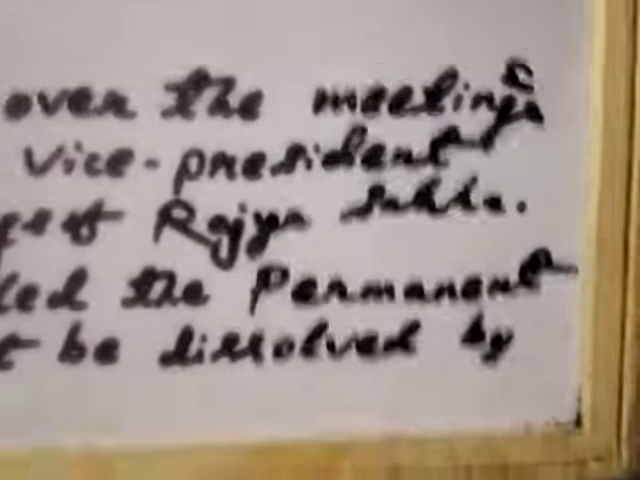 over the meetings
vice-president
Rajya sabha.
the Permanent
be dissolved by